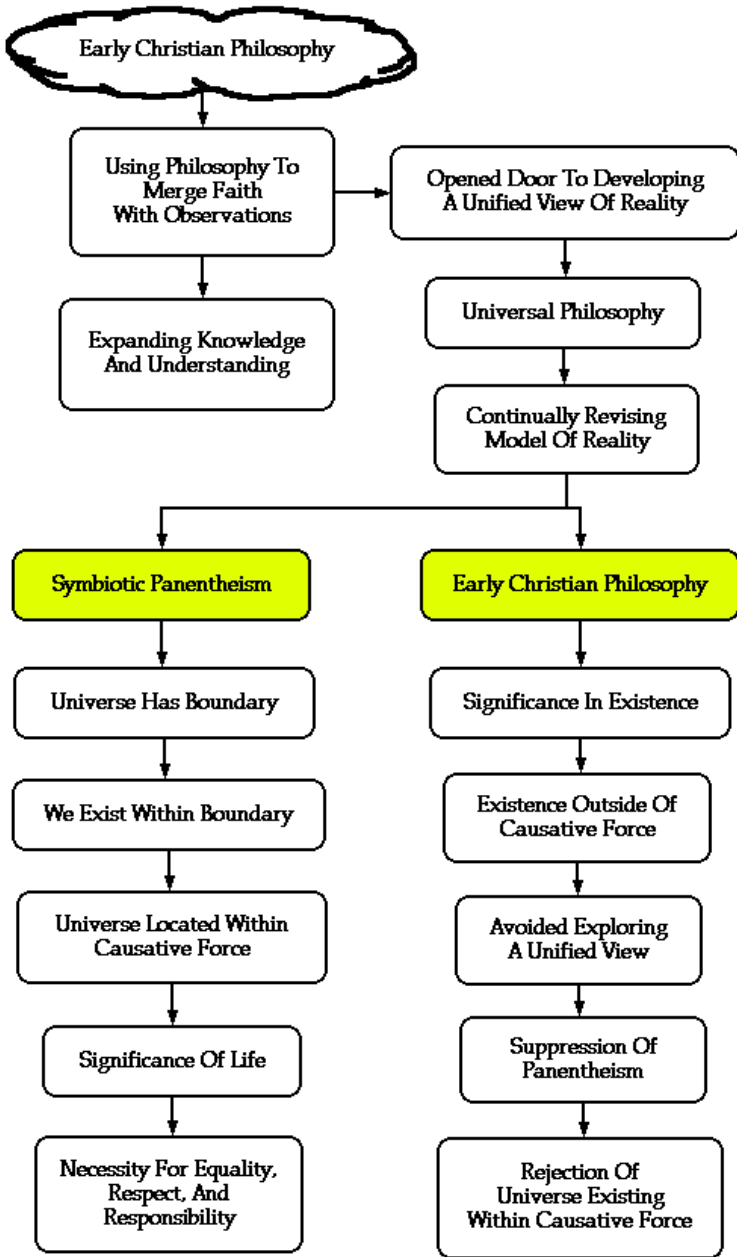 Early Christian Philosophy
Using Philosophy To
Merge Faith
With Observations
Opened Door To Developing
A Unified View Of Reality
Expanding Knowledge
And Understanding
Universal Philosophy
Continually Revising
Model Of Reality
Symbiotic Panentheism
Universe Has Boundary
We Exist Within Boundary
Universe Located Within
Causative Force
Significance Of Life
Necessity For Equality,
Respect, And
Responsibility
Early Christian Philosophy
Significance In Existence
Existence Outside Of
Causative Force
Avoided Exploring
A Unified View
Suppression Of
Panentheism
Rejection Of
Universe Existing
Within Causative Force